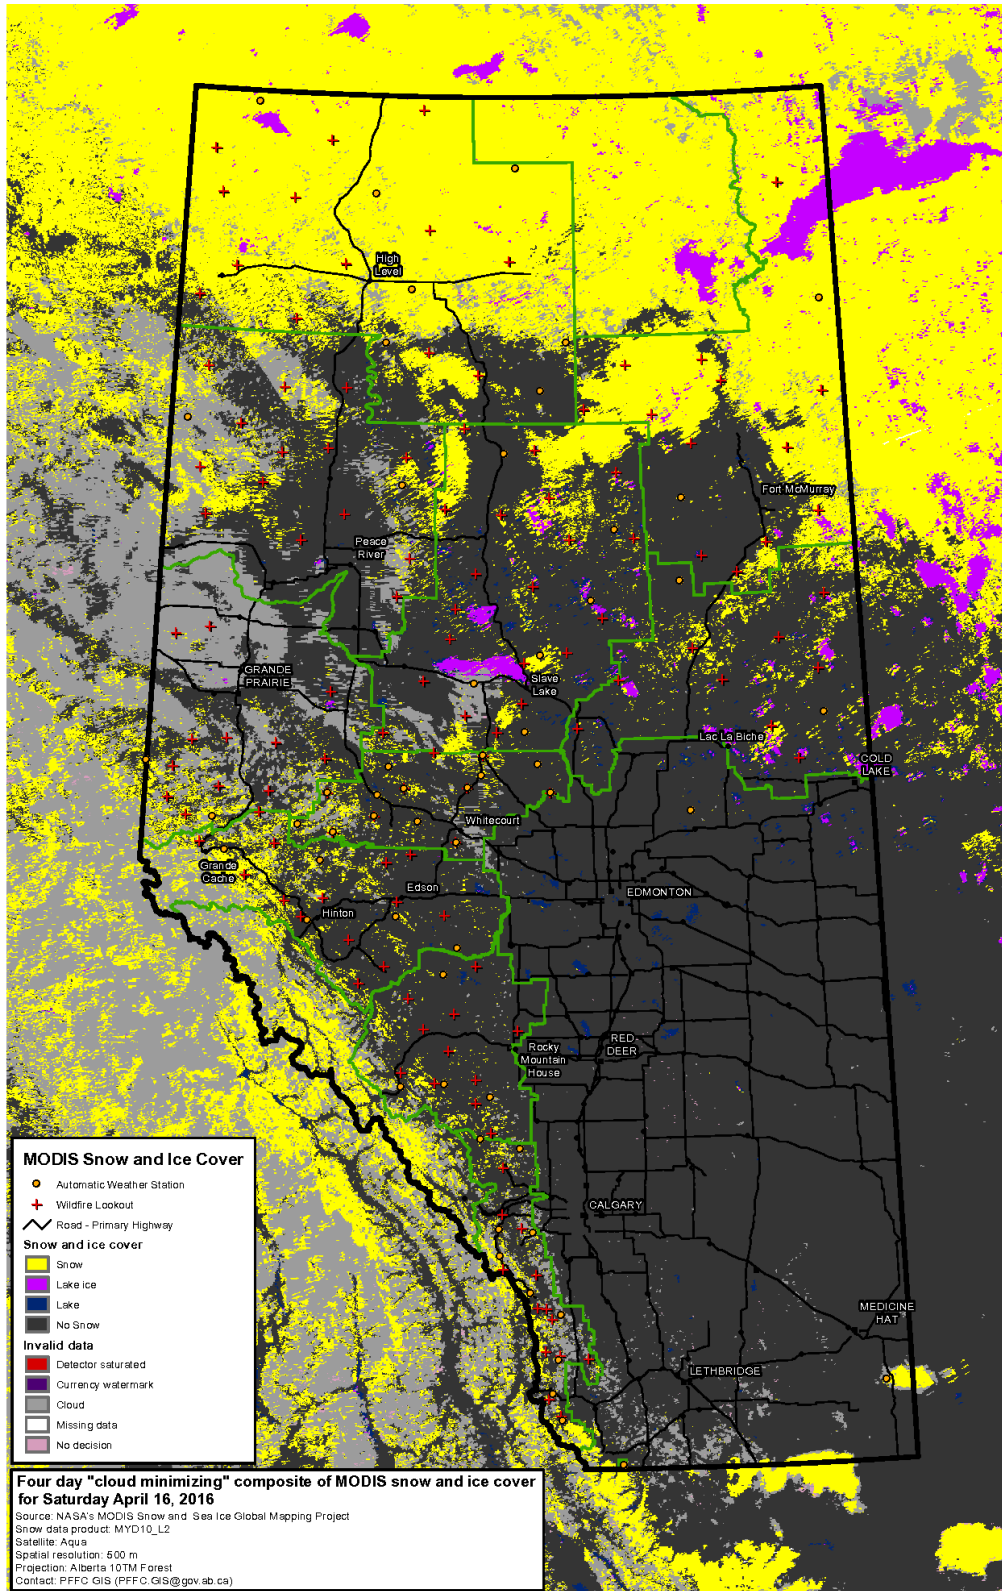 High
Level
Fort McMurray
Peace
River
GRANDE
PRAIRIE
Slave
Lake
Lac La Biche
COLD
LAKE
Whitecourt
Grande
Cache
Edson
EDMONTON
Hinton
Rocky
Mountain
House
RED
DEER
CALGARY
MEDICINE
HAT
LETHBRIDGE
MODIS Snow and Ice Cover
Automatic Weather Station
Wildfire Lookout
Road - Primary Highway
Snow and ice cover
Snow
Lake ice
Lake
No Snow
Invalid data
Detector saturated
Currency watermark
Cloud
Missing data
No decision
Four day "cloud minimizing" composite of MODIS snow and ice cover
for Saturday April 16, 2016
Source: NASA's MODIS Snow and Sea Ice Global Mapping Project
Snow data product: MYD10_L2
Satellite: Aqua
Spatial resolution: 500 m
Projection: Alberta 10TM Forest
Contact: PFFC GIS (PFFC.GIS@gov.ab.ca)